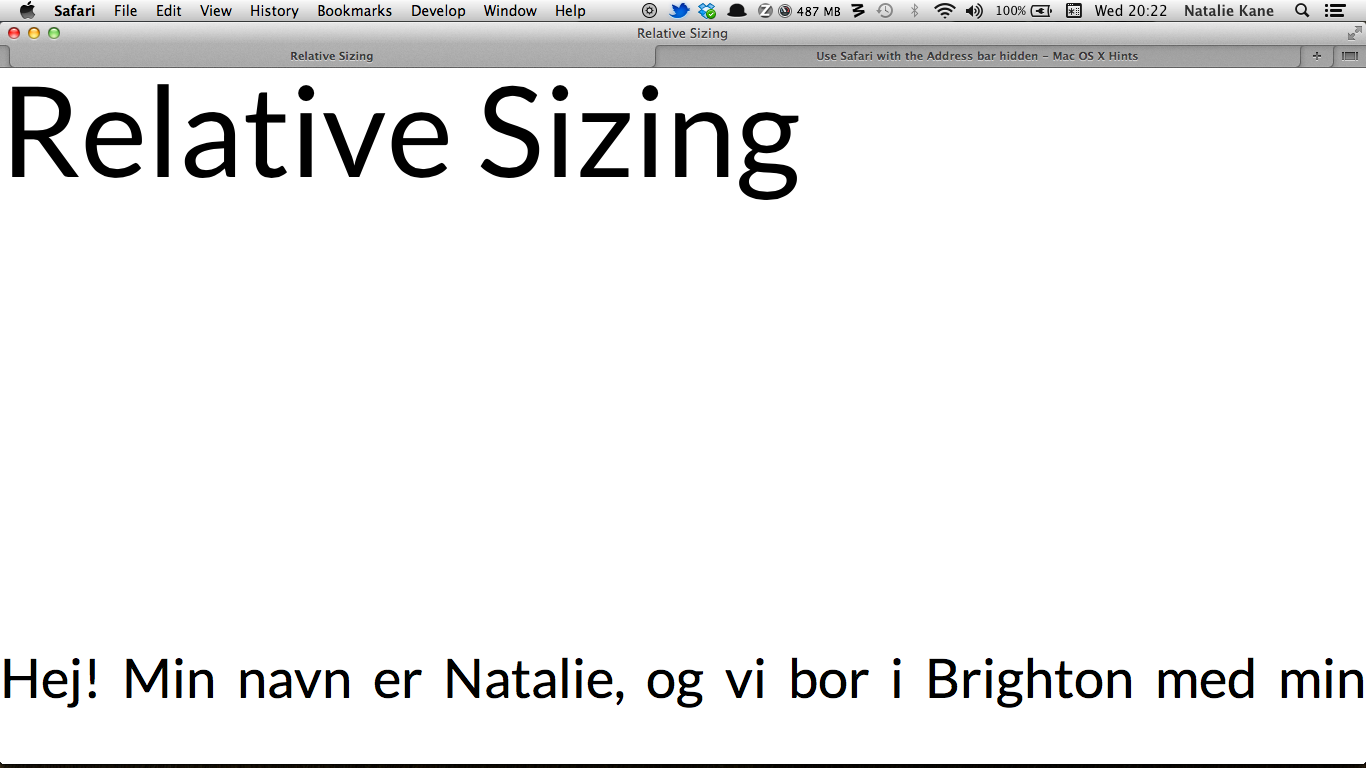 Safari File Edit View History Bookmarks Develop Window Help 487 MB 100% Wed 20:22 Natalie Kane
Relative Sizing
Relative Sizing Use Safari with the Address bar hidden – Mac OS X Hints
Relative Sizing
Hej! Min navn er Natalie, og vi bor i Brighton med min